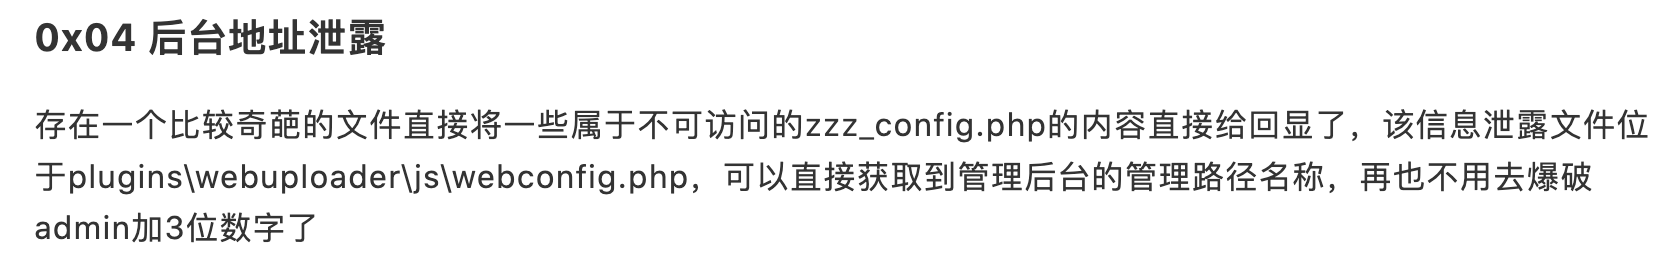 0x04 后台地址泄露
存在一个比较奇葩的文件直接将一些属于不可访问的zzz_config.php的内容直接给回显了，该信息泄露文件位
于plugins\webuploader\js\webconfig.php，可以直接获取到管理后台的管理路径名称，再也不用去爆破
admin加3位数字了